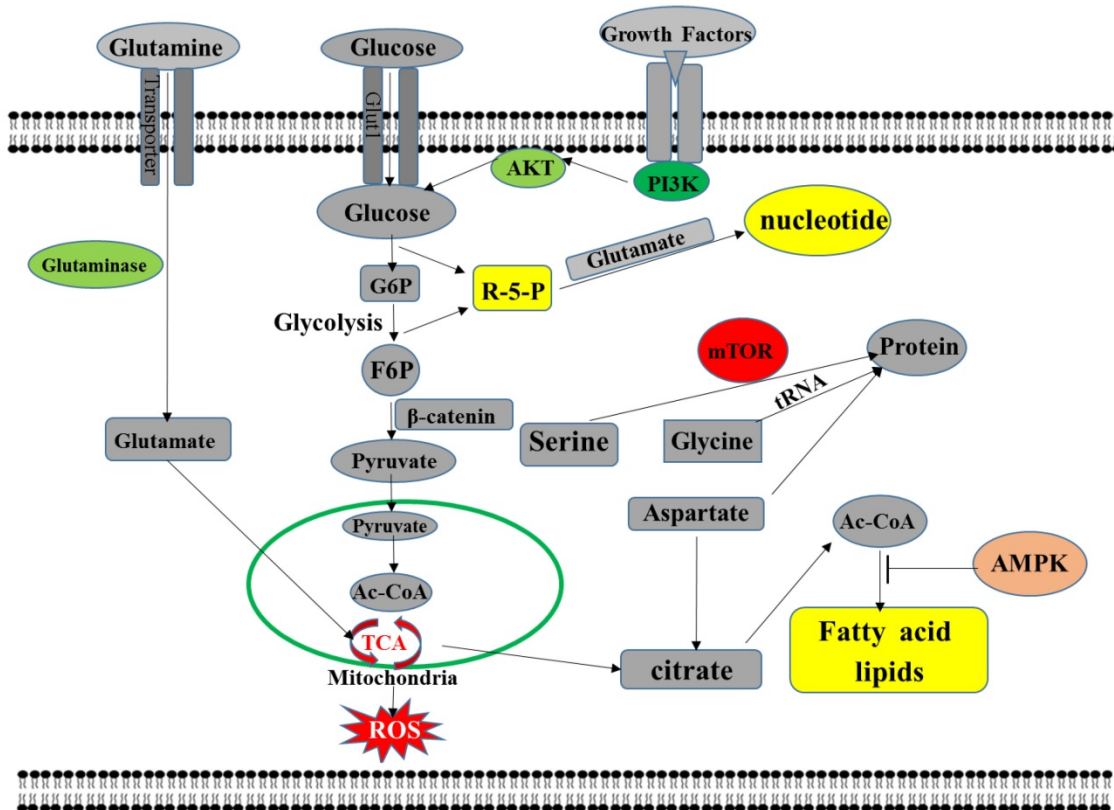 Glutamine
Glucose
Growth Factors
Transporter
Glut1
AKT
PI3K
Glucose
nucleotide
Glutamate
Glutaminase
G6P
R-5-P
Glycolysis
mTOR
Protein
F6P
tRNA
β-catenin
Glutamate
Serine
Glycine
Pyruvate
Aspartate
Ac-CoA
Pyruvate
AMPK
Ac-CoA
Fatty acid
lipids
TCA
citrate
Mitochondria
ROS